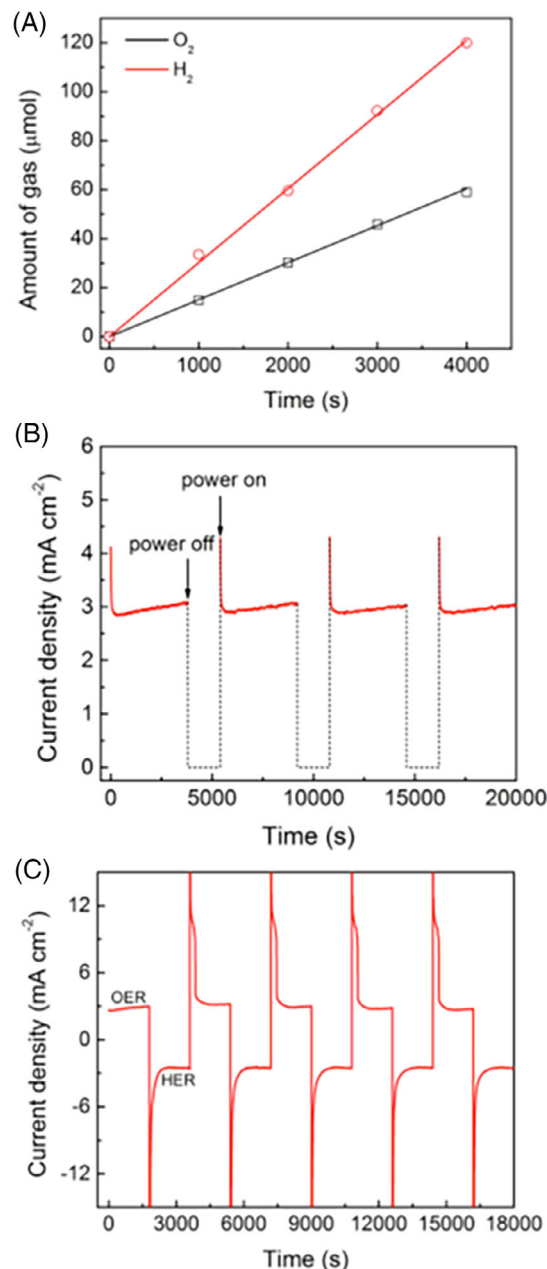 (A)
O₂
H₂
120
100
80
60
40
20
0
Amount of gas (μmol)
0 1000 2000 3000 4000
Time (s)
(B)
6
5
4
3
2
1
0
power on
power off
Current density (mA cm⁻²)
0 5000 10000 15000 20000
Time (s)
(C)
12
6
0
-6
-12
OER
HER
Current density (mA cm⁻²)
0 3000 6000 9000 12000 15000 18000
Time (s)